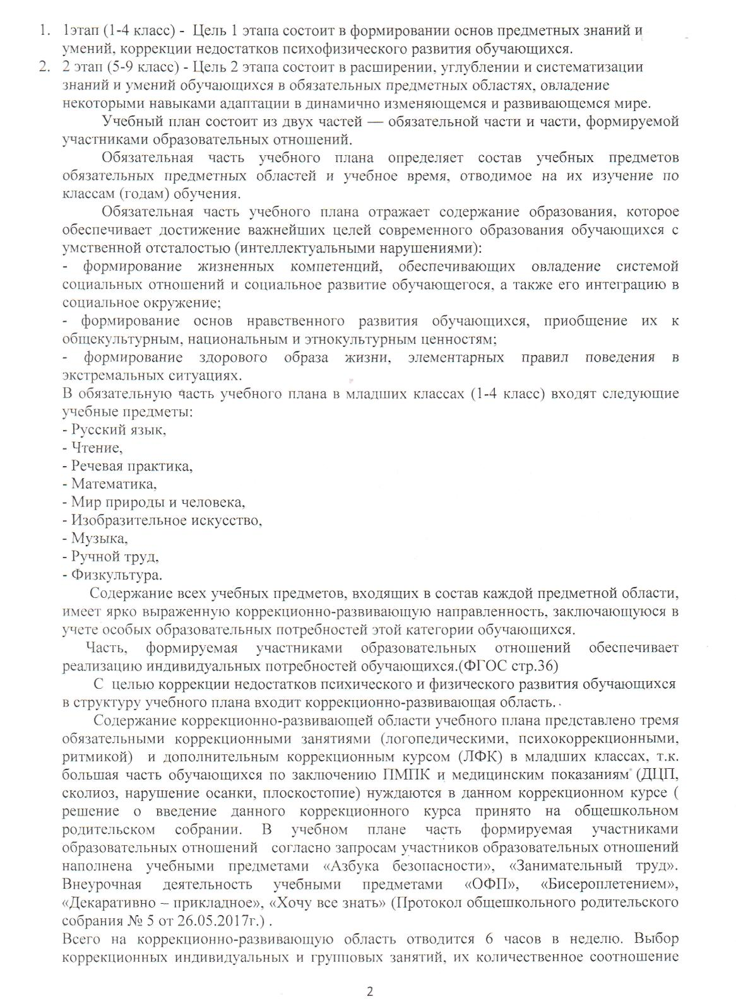 1. 1этап (1-4 класс) - Цель 1 этапа состоит в формировании основ предметных знаний и
умений, коррекции недостатков психофизического развития обучающихся.
2. 2 этап (5-9 класс) - Цель 2 этапа состоит в расширении, углублении и систематизации
знаний и умений обучающихся в обязательных предметных областях, овладение
некоторыми навыками адаптации в динамично изменяющемся и развивающемся мире.
Учебный план состоит из двух частей — обязательной части и части, формируемой
участниками образовательных отношений.
Обязательная часть учебного плана определяет состав учебных предметов
обязательных предметных областей и учебное время, отводимое на их изучение по
классам (годам) обучения.
Обязательная часть учебного плана отражает содержание образования, которое
обеспечивает достижение важнейших целей современного образования обучающихся с
умственной отсталостью (интеллектуальными нарушениями):
- формирование жизненных компетенций, обеспечивающих овладение системой
социальных отношений и социальное развитие обучающегося, а также его интеграцию в
социальное окружение;
- формирование основ нравственного развития обучающихся, приобщение их к
общекультурным, национальным и этнокультурным ценностям;
- формирование здорового образа жизни, элементарных правил поведения в
экстремальных ситуациях.
В обязательную часть учебного плана в младших классах (1-4 класс) входят следующие
учебные предметы:
- Русский язык,
- Чтение,
- Речевая практика,
- Математика,
- Мир природы и человека,
- Изобразительное искусство,
- Музыка,
- Ручной труд,
- Физкультура.
Содержание всех учебных предметов, входящих в состав каждой предметной области,
имеет ярко выраженную коррекционно-развивающую направленность, заключающуюся в
учете особых образовательных потребностей этой категории обучающихся.
Часть, формируемая участниками образовательных отношений обеспечивает
реализацию индивидуальных потребностей обучающихся.(ФГОС стр.36)
С целью коррекции недостатков психического и физического развития обучающихся
в структуру учебного плана входит коррекционно-развивающая область..
Содержание коррекционно-развивающей области учебного плана представлено тремя
обязательными коррекционными занятиями (логопедическими, психокоррекционными,
ритмикой) и дополнительным коррекционным курсом (ЛФК) в младших классах, т.к.
большая часть обучающихся по заключению ПМПК и медицинским показаниям (ДЦП,
сколиоз, нарушение осанки, плоскостопие) нуждаются в данном коррекционном курсе (
решение о введение данного коррекционного курса принято на общешкольном
родительском собрании. В учебном плане часть формируемая участниками
образовательных отношений согласно запросам участников образовательных отношений
наполнена учебными предметами «Азбука безопасности», «Занимательный труд».
Внеурочная деятельность учебными предметами «ОФП», «Бисероплетением»,
«Декаративно – прикладное», «Хочу все знать» (Протокол общешкольного родительского
собрания № 5 от 26.05.2017г.) .
Всего на коррекционно-развивающую область отводится 6 часов в неделю. Выбор
коррекционных индивидуальных и групповых занятий, их количественное соотношение
2